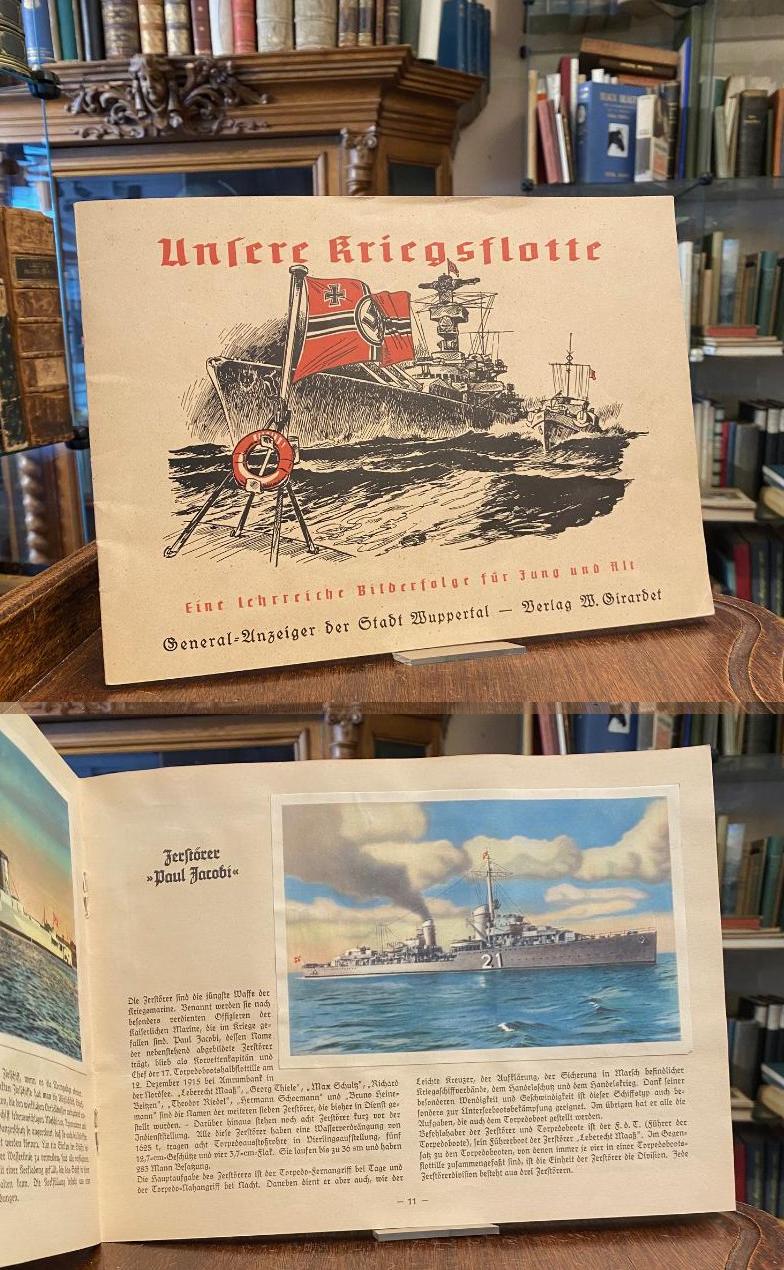 Unsere Kriegsflotte
Eine lehrreiche Bilderfolge für Jung und Alt
General-Anzeiger der Stadt Wuppertal — Verlag W. Girardet
Zerstörer
»Paul Jacobi«
21
Die Zerstörer sind die jüngste Waffe der
Kriegsmarine. Benannt werden sie nach
besonders verdienten Offizieren der
Kaiserlichen Marine, die im Kriege ge-
fallen sind. Paul Jacobi, dessen Name
der nebenstehend abgebildete Zerstörer
trägt, blieb als Korvettenkapitän und
Chef der 17. Torpedobootshalbflottille am
12. Dezember 1915 bei Amrumbank in
der Nordsee. „Leberecht Maaß", „Georg Thiele", „Max Schultz", „Richard
Beitzen", „Theodor Riedel", „Hermann Schoemann" und „Bruno Heine-
mann" sind die Namen der weiteren sieben Zerstörer, die bisher in Dienst ge-
stellt wurden. – Darüber hinaus stehen noch acht Zerstörer kurz vor der
Indienststellung. Alle diese Zerstörer haben eine Wasserverdrängung von
1625 t, tragen acht Torpedoausstoßrohre in Vierlingsaufstellung, fünf
12,7-cm-Geschütze und vier 3,7-cm-Flak. Sie laufen bis zu 36 sm und haben
283 Mann Besatzung.
Die Hauptaufgabe des Zerstörers ist der Torpedo-Fernangriff bei Tage und
der Torpedo-Nahangriff bei Nacht. Daneben dient er aber auch, wie der
Leichte Kreuzer, der Aufklärung, der Sicherung in Marsch befindlicher
Kriegsschiffverbände, dem Handelsschutz und dem Handelskrieg. Dank seiner
besonderen Wendigkeit und Geschwindigkeit ist dieser Schiffstyp auch be-
sonders zur Unterseebootsbekämpfung geeignet. Im übrigen hat er alle die
Aufgaben, die auch dem Torpedoboot gestellt werden.
Befehlshaber der Zerstörer und Torpedoboote ist der F. d. T. (Führer der
Torpedoboote), sein Führerboot der Zerstörer „Leberecht Maaß". Im Gegen-
satz zu den Torpedobooten, von denen immer je vier in einer Torpedoboots-
flottille zusammengefaßt sind, ist die Einheit der Zerstörer die Division. Jede
Zerstörerdivision besteht aus drei Zerstörern.
— 11 —